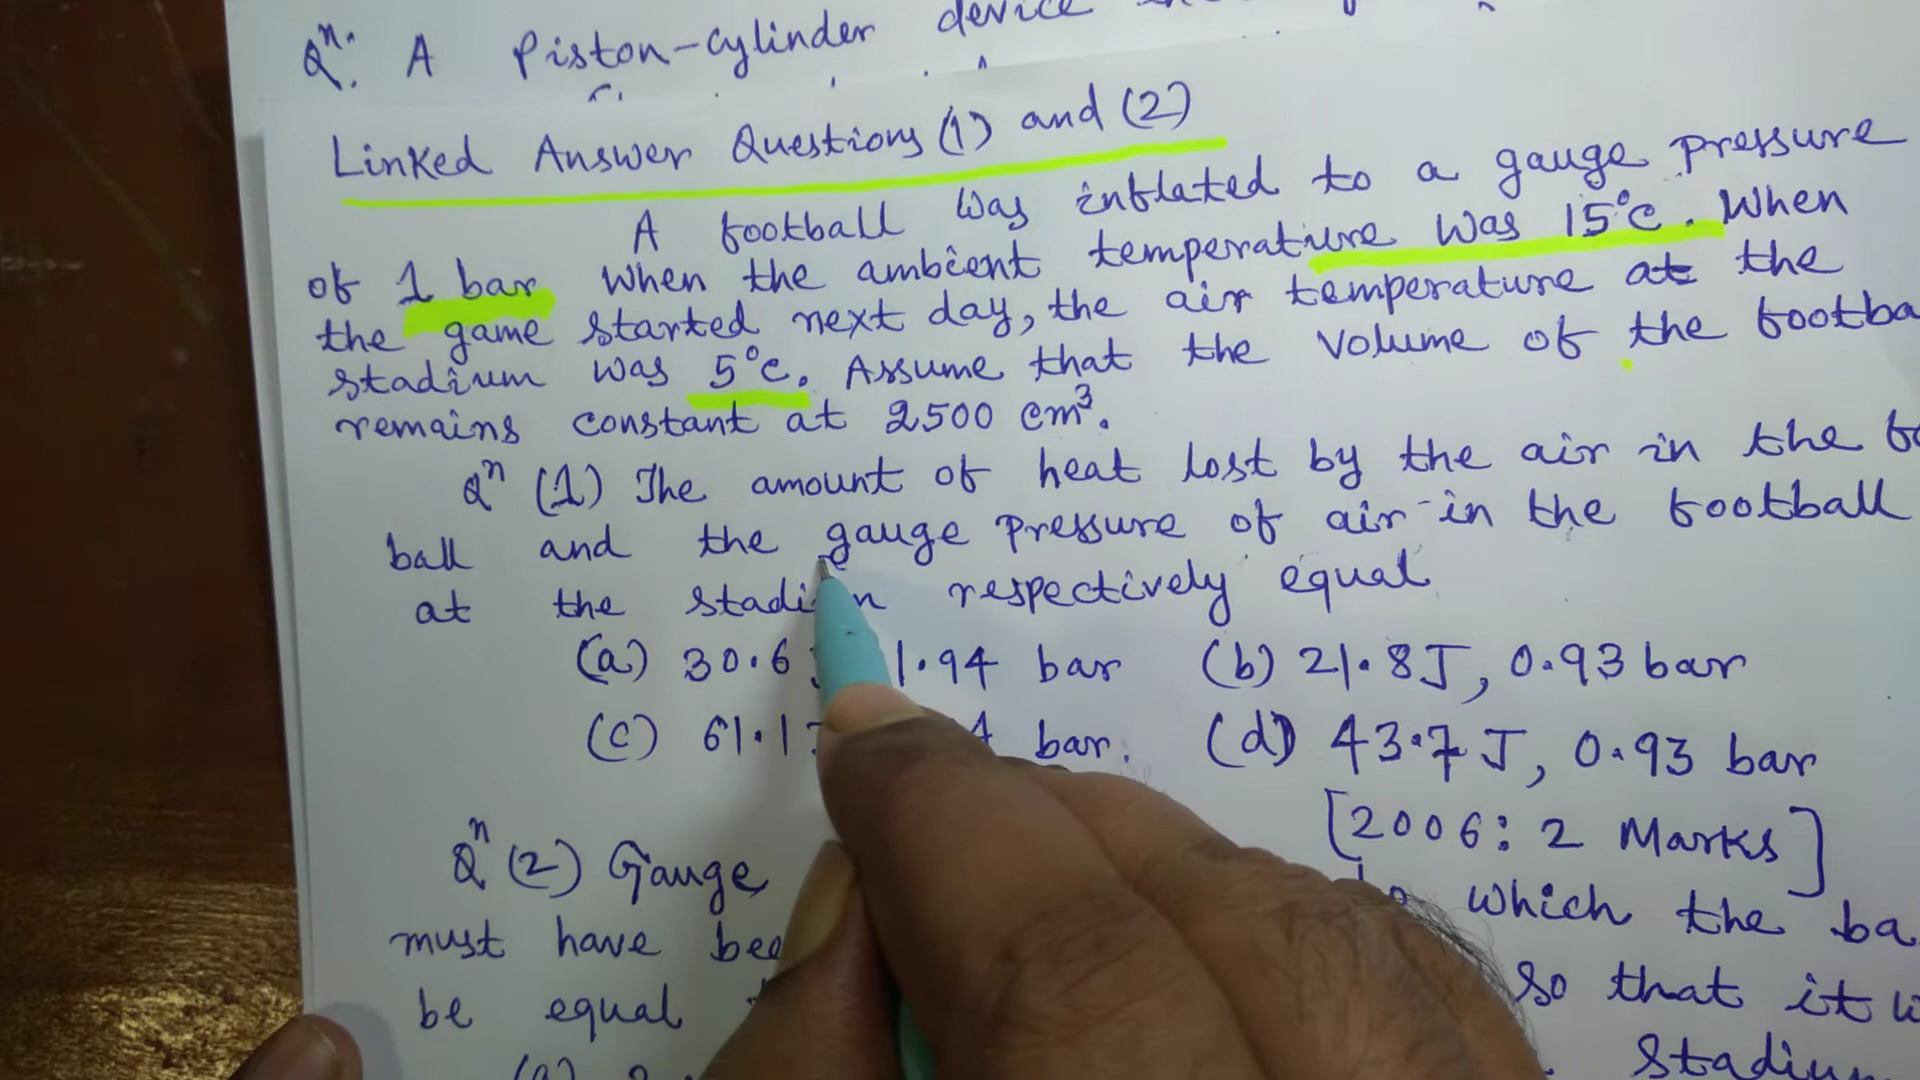 Qn. A Piston-cylinder device
Linked Answer Questions (1) and (2)
A football was inflated to a gauge pressure
of 1 bar when the ambient temperature was 15°C. When
the game started next day, the air temperature at the
stadium was 5°C. Assume that the volume of the footba
remains constant at 2500 cm³.
Qn (1) The amount of heat lost by the air in the fo
ball and the gauge pressure of air in the football
at the stadi respectively equal
(a) 30.6 1.94 bar (b) 21.8J, 0.93 bar
(c) 61.1 bar. (d) 43.7 J, 0.93 bar
[2006: 2 Marks]
Qn (2) Gauge which the ba
must have bee so that it w
be equal Stadium